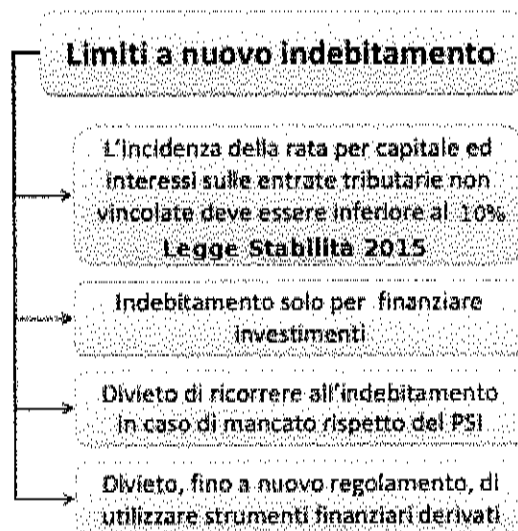 Limiti a nuovo indebitamento
L'incidenza della rata per capitale ed
interessi sulle entrate tributarie non
vincolate deve essere inferiore al 10%
Legge Stabilità 2015
Indebitamento solo per finanziare
investimenti
Divieto di ricorrere all'indebitamento
in caso di mancato rispetto del PSI
Divieto, fino a nuovo regolamento, di
utilizzare strumenti finanziari derivati